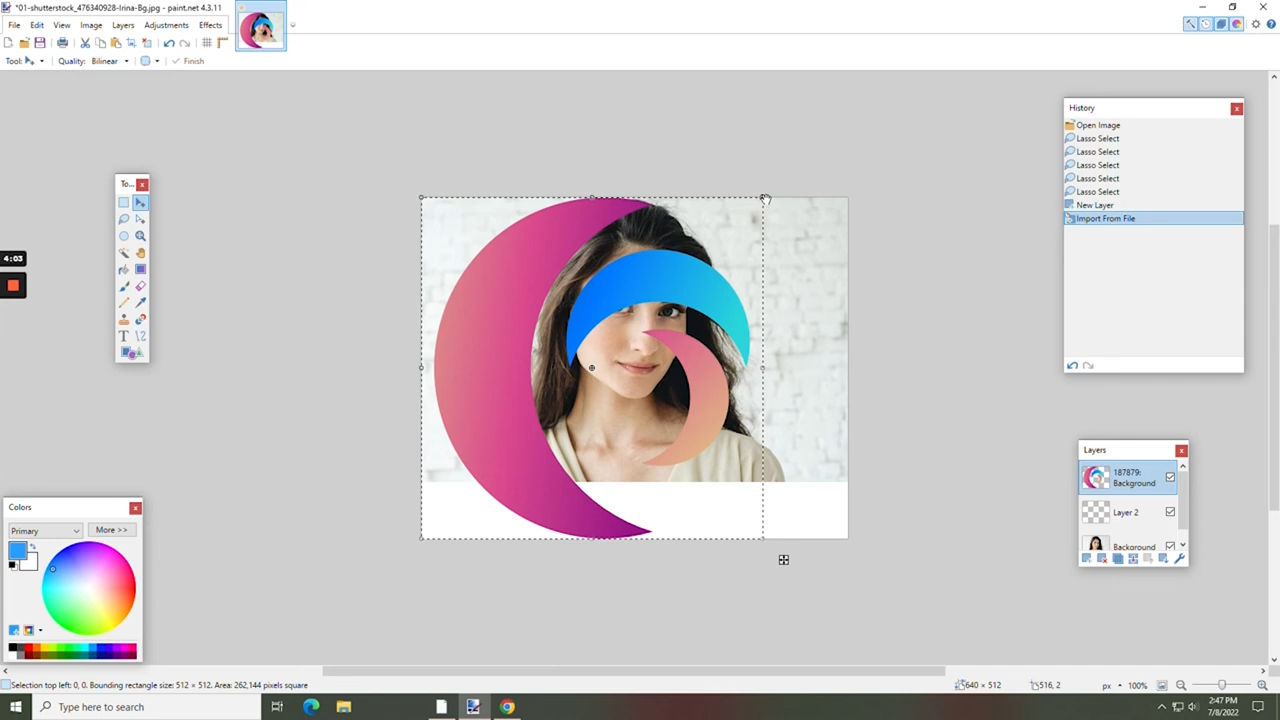 *01-shutterstock_476340928-Irina-Bg.jpg - paint.net 4.3.11
File Edit View Image Layers Adjustments Effects
Tool: Quality: Bilinear Finish
History
Open Image
Lasso Select
Lasso Select
Lasso Select
Lasso Select
Lasso Select
New Layer
Import From File
To...
T
4:03
Layers
187879:
Background
Layer 2
Background
Colors
Primary More >>
Selection top left: 0, 0. Bounding rectangle size: 512 × 512. Area: 262,144 pixels square
640 × 512
516, 2
px
100%
Type here to search
2:47 PM
7/8/2022